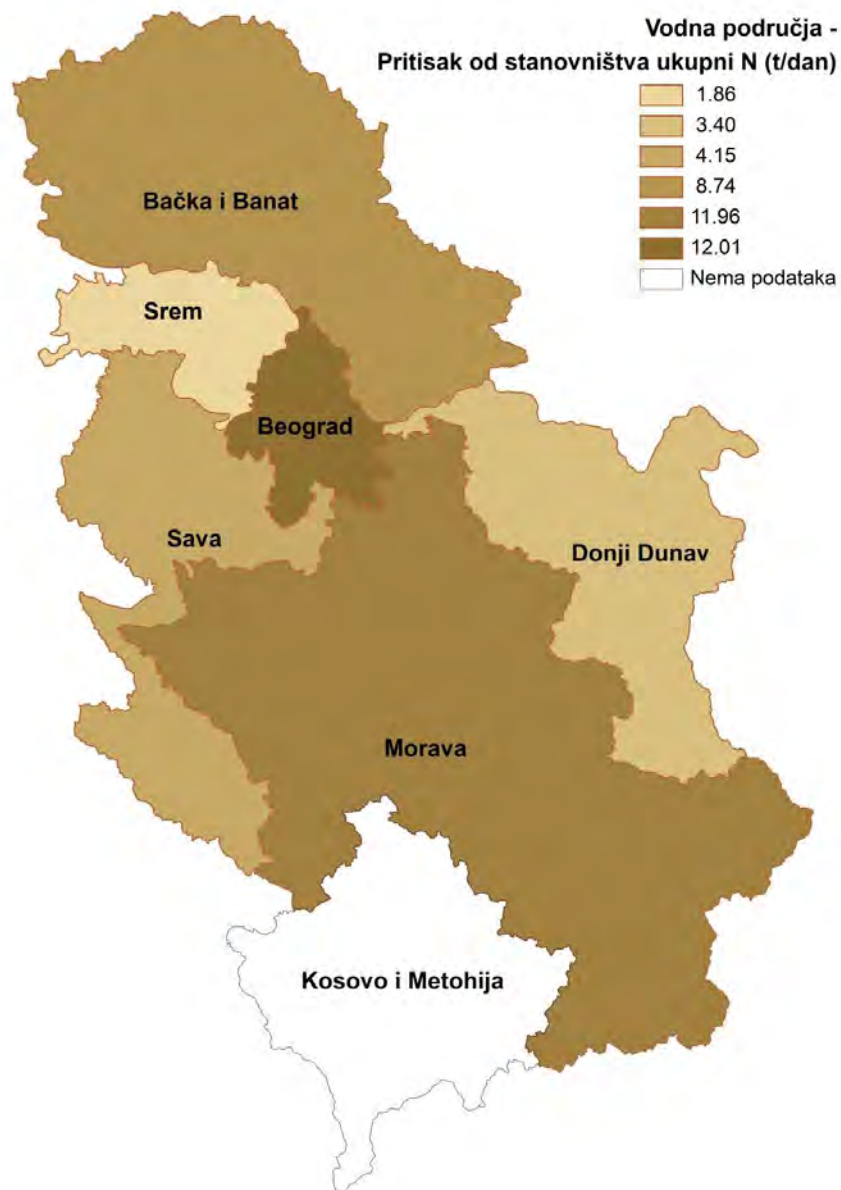 Vodna područja -
Pritisak od stanovništva ukupni N (t/dan)
1.86
3.40
4.15
8.74
11.96
12.01
Nema podataka
Bačka i Banat
Srem
Beograd
Sava
Donji Dunav
Morava
Kosovo i Metohija